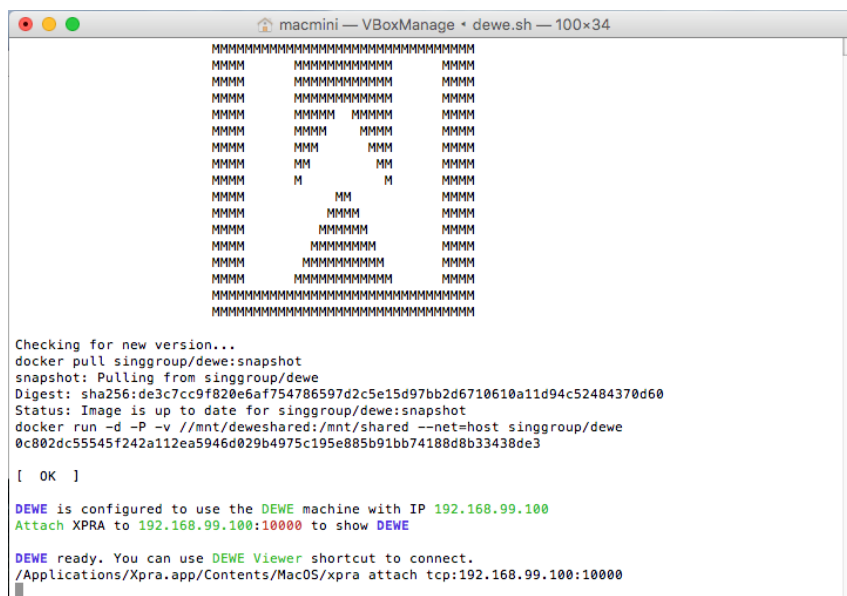 macmini — VBoxManage ◂ dewe.sh — 100×34
MMMMMMMMMMMMMMMMMMMMMMMMMMMMMMMM
MMMM      MMMMMMMMMMMM      MMMM
MMMM      MMMMMMMMMMMM      MMMM
MMMM      MMMMMMMMMMMM      MMMM
MMMM      MMMMM  MMMMM      MMMM
MMMM      MMMM    MMMM      MMMM
MMMM      MMM      MMM      MMMM
MMMM      MM        MM      MMMM
MMMM      M          M      MMMM
MMMM           MM           MMMM
MMMM          MMMM          MMMM
MMMM         MMMMMM         MMMM
MMMM        MMMMMMMM        MMMM
MMMM       MMMMMMMMMM       MMMM
MMMM      MMMMMMMMMMMM      MMMM
MMMMMMMMMMMMMMMMMMMMMMMMMMMMMMMM
MMMMMMMMMMMMMMMMMMMMMMMMMMMMMMMM
Checking for new version...
docker pull singgroup/dewe:snapshot
snapshot: Pulling from singgroup/dewe
Digest: sha256:de3c7cc9f820e6af754786597d2c5e15d97bb2d6710610a11d94c52484370d60
Status: Image is up to date for singgroup/dewe:snapshot
docker run -d -P -v //mnt/deweshared:/mnt/shared --net=host singgroup/dewe
0c802dc55545f242a112ea5946d029b4975c195e885b91bb74188d8b33438de3
[  OK  ]
DEWE is configured to use the DEWE machine with IP 192.168.99.100
Attach XPRA to 192.168.99.100:10000 to show DEWE
DEWE ready. You can use DEWE Viewer shortcut to connect.
/Applications/Xpra.app/Contents/MacOS/xpra attach tcp:192.168.99.100:10000